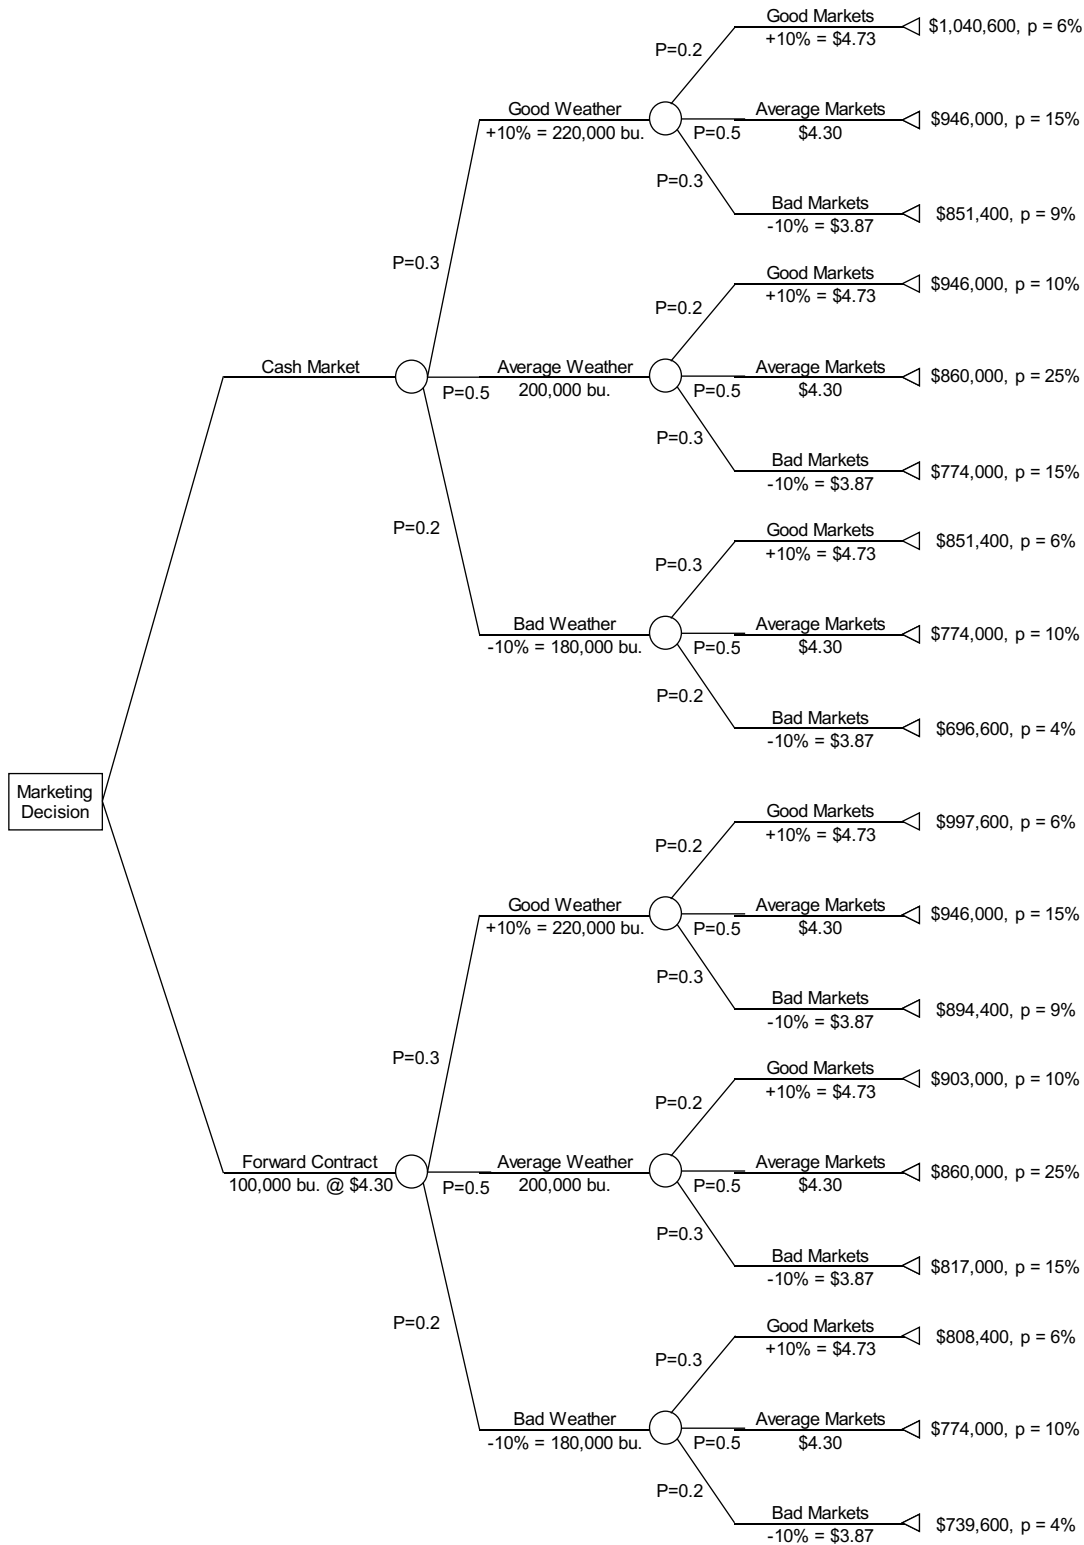 Good Markets
$1,040,600, p = 6%
+10% = $4.73
P=0.2
Good Weather
Average Markets
$946,000, p = 15%
+10% = 220,000 bu.
P=0.5
$4.30
P=0.3
Bad Markets
$851,400, p = 9%
-10% = $3.87
P=0.3
Good Markets
$946,000, p = 10%
+10% = $4.73
P=0.2
Cash Market
Average Weather
Average Markets
$860,000, p = 25%
P=0.5
200,000 bu.
P=0.5
$4.30
P=0.3
Bad Markets
$774,000, p = 15%
-10% = $3.87
P=0.2
Good Markets
$851,400, p = 6%
+10% = $4.73
P=0.3
Bad Weather
Average Markets
$774,000, p = 10%
-10% = 180,000 bu.
P=0.5
$4.30
P=0.2
Bad Markets
$696,600, p = 4%
-10% = $3.87
Marketing
Decision
Good Markets
$997,600, p = 6%
+10% = $4.73
P=0.2
Good Weather
Average Markets
$946,000, p = 15%
+10% = 220,000 bu.
P=0.5
$4.30
P=0.3
Bad Markets
$894,400, p = 9%
-10% = $3.87
P=0.3
Good Markets
$903,000, p = 10%
+10% = $4.73
P=0.2
Forward Contract
100,000 bu. @ $4.30
Average Weather
Average Markets
$860,000, p = 25%
P=0.5
200,000 bu.
P=0.5
$4.30
P=0.3
Bad Markets
$817,000, p = 15%
-10% = $3.87
P=0.2
Good Markets
$808,400, p = 6%
+10% = $4.73
P=0.3
Bad Weather
Average Markets
$774,000, p = 10%
-10% = 180,000 bu.
P=0.5
$4.30
P=0.2
Bad Markets
$739,600, p = 4%
-10% = $3.87